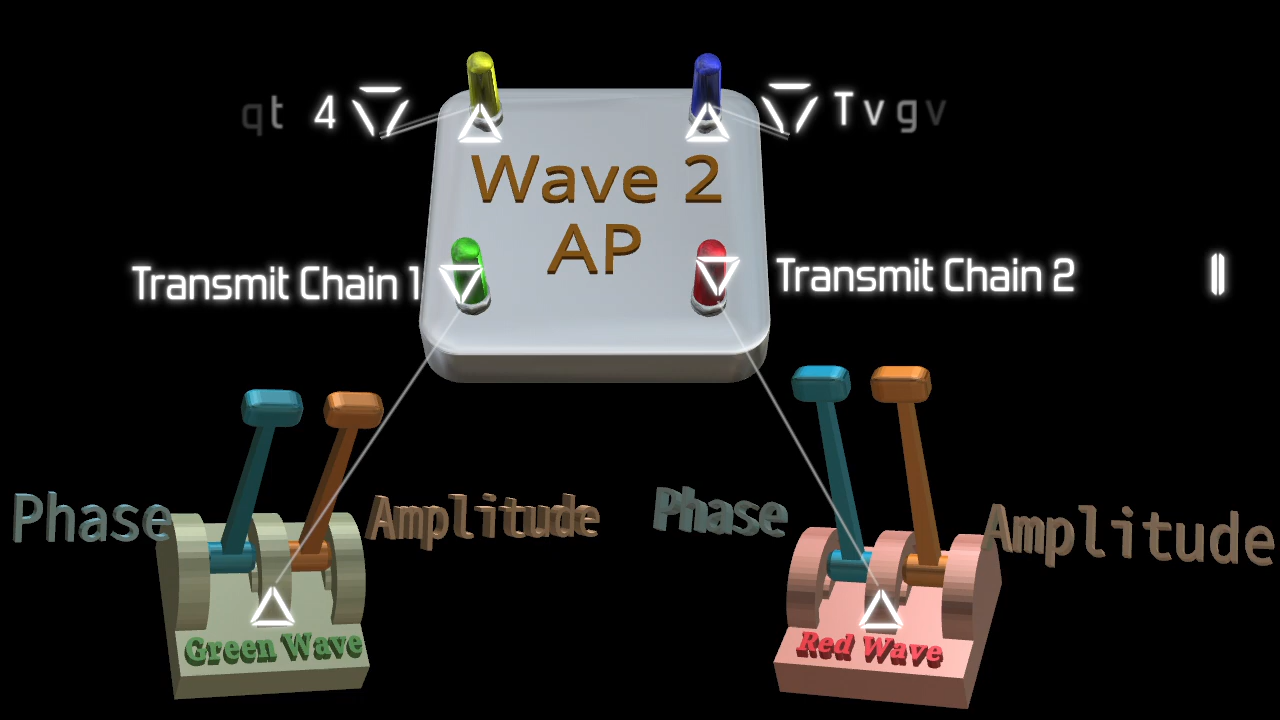 qt 4
Tvgv
Wave 2
AP
Transmit Chain 1
Transmit Chain 2
Phase
Amplitude
Phase
Amplitude
Green Wave
Red Wave